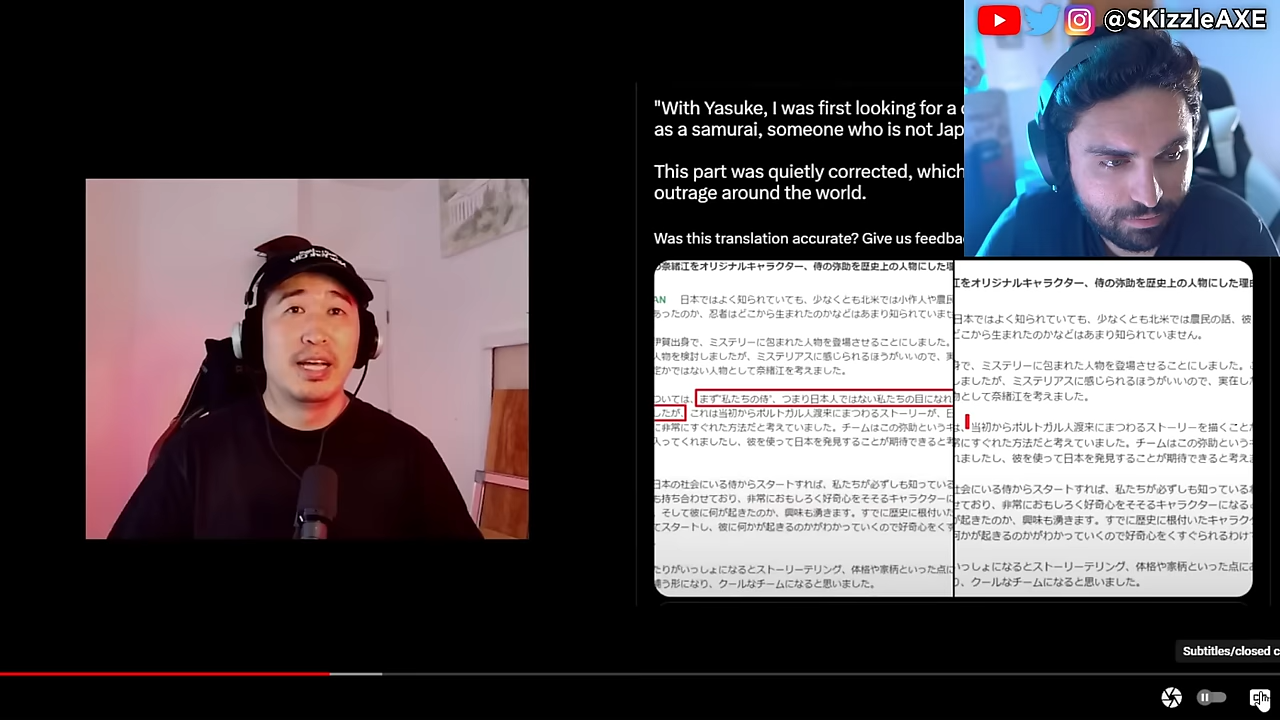 @SKizzleAXE
"With Yasuke, I was first looking for a
as a samurai, someone who is not Jap
This part was quietly corrected, which
outrage around the world.
Was this translation accurate? Give us feedba
の奈緒江をオリジナルキャラクター、侍の弥助を歴史上の人物にした理
AN 日本ではよく知られていても、少なくとも北米では小作人や農民
あったのか、忍者はどこから生まれたのかなどはあまり知られていませ
伊賀出身で、ミステリーに包まれた人物を登場させることにしました。
人物を検討しましたが、ミステリアスに感じられるほうがいいので、実
定かではない人物として奈緒江を考えました。
ついては、まず"私たちの侍"、つまり日本人ではない私たちの目になれ
したが、これは当初からポルトガル人渡来にまつわるストーリーが、日
に非常にすぐれた方法だと考えていました。チームはこの弥助というキ
入ってくれましたし、彼を使って日本を発見することが期待できると考
日本の社会にいる侍からスタートすれば、私たちが必ずしも知っている
も持ち合わせており、非常におもしろく好奇心をそそるキャラクターに
。そして彼に何が起きたのか、興味も湧きます。すでに歴史に根付いた
てスタートし、彼に何かが起きるのかがわかっていくので好奇心をくす
たりがいっしょになるとストーリーテリング、体格や家柄といった点に
補う形になり、クールなチームになると思いました。
江をオリジナルキャラクター、侍の弥助を歴史上の人物にした理由
日本ではよく知られていても、少なくとも北米では農民の話、彼
どこから生まれたのかなどはあまり知られていません。
身で、ミステリーに包まれた人物を登場させることにしました。こ
しましたが、ミステリアスに感じられるほうがいいので、実在した
物として奈緒江を考えました。
は、当初からポルトガル人渡来にまつわるストーリーを描くことが
常にすぐれた方法だと考えていました。チームはこの弥助というキ
れましたし、彼を使って日本を発見することが期待できると考え
社会にいる侍からスタートすれば、私たちが必ずしも知っている
せており、非常におもしろく好奇心をそそるキャラクターになる
が起きたのか、興味も湧きます。すでに歴史に根付いたキャラク
何かが起きるのかがわかっていくので好奇心をくすぐられるわけ
いっしょになるとストーリーテリング、体格や家柄といった点に
り、クールなチームになると思いました。
Subtitles/closed c